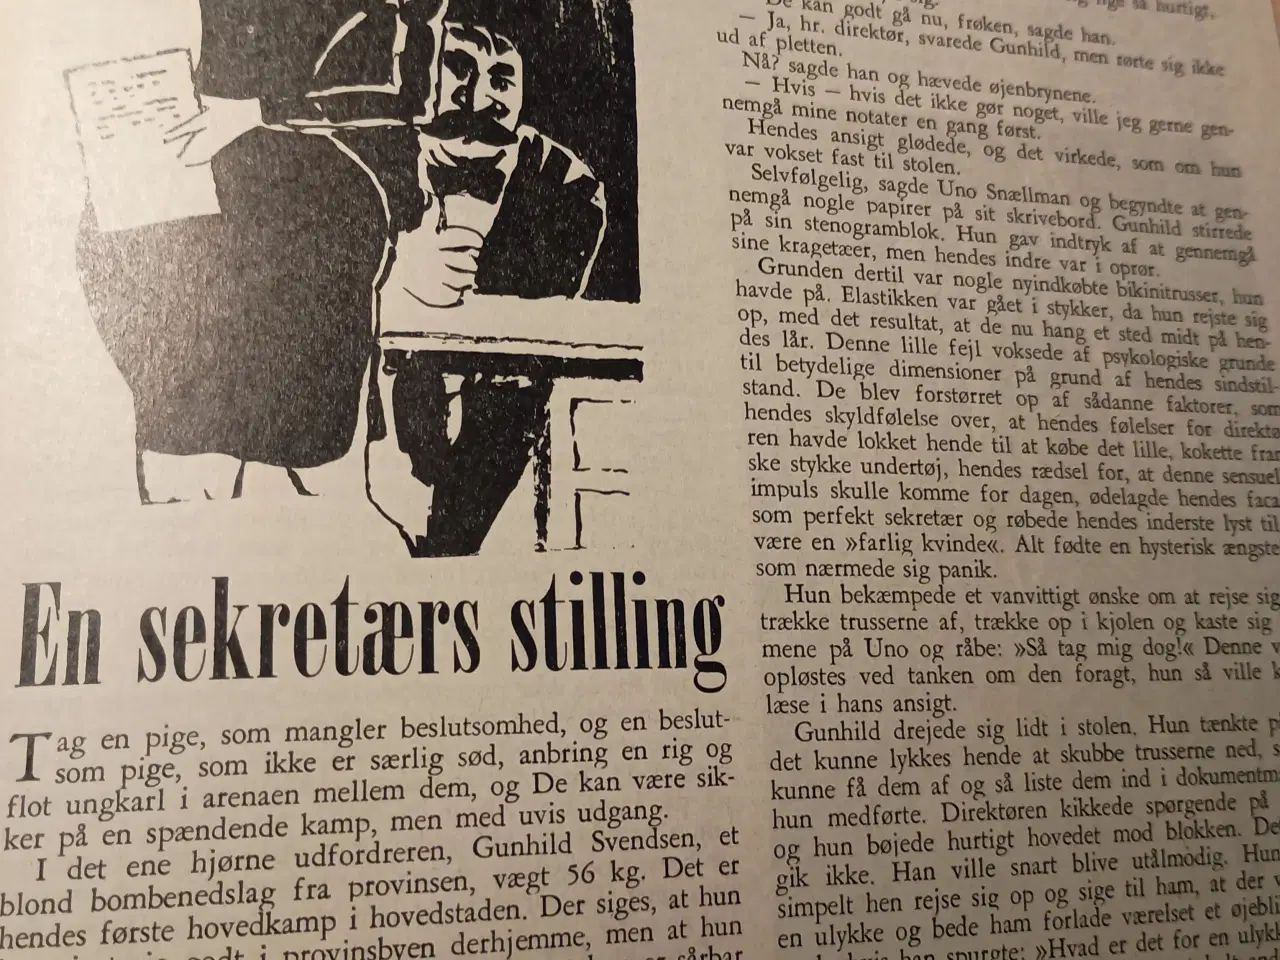 En sekretærs stilling
Tag en pige, som mangler beslutsomhed, og en beslut-
som pige, som ikke er særlig sød, anbring en rig og
flot ungkarl i arenaen mellem dem, og De kan være sik-
ker på en spændende kamp, men med uvis udgang.
I det ene hjørne udfordreren, Gunhild Svendsen, et
blond bombenedslag fra provinsen, vægt 56 kg. Det er
hendes første hovedkamp i hovedstaden. Der siges, at hun
godt i provinsbyen derhjemme, men at hun
sårbar
så hurtigt,
De kan godt gå nu, frøken, sagde han.
— Ja, hr. direktør, svarede Gunhild, men rørte sig ikke
ud af pletten.
Nå? sagde han og hævede øjenbrynene.
— Hvis — hvis det ikke gør noget, ville jeg gerne gen-
nemgå mine notater en gang først.
Hendes ansigt glødede, og det virkede, som om hun
var vokset fast til stolen.
Selvfølgelig, sagde Uno Snællman og begyndte at gen-
nemgå nogle papirer på sit skrivebord. Gunhild stirrede
på sin stenogramblok. Hun gav indtryk af at gennemgå
sine kragetæer, men hendes indre var i oprør.
Grunden dertil var nogle nyindkøbte bikinitrusser, hun
havde på. Elastikken var gået i stykker, da hun rejste sig
op, med det resultat, at de nu hang et sted midt på hen-
des lår. Denne lille fejl voksede af psykologiske grunde
til betydelige dimensioner på grund af hendes sindstil-
stand. De blev forstørret op af sådanne faktorer, som
hendes skyldfølelse over, at hendes følelser for direktø
ren havde lokket hende til at købe det lille, kokette fran
ske stykke undertøj, hendes rædsel for, at denne sensuel
impuls skulle komme for dagen, ødelagde hendes faca
som perfekt sekretær og røbede hendes inderste lyst til
være en »farlig kvinde«. Alt fødte en hysterisk ængste
som nærmede sig panik.
Hun bekæmpede et vanvittigt ønske om at rejse sig
trække trusserne af, trække op i kjolen og kaste sig
mene på Uno og råbe: »Så tag mig dog!« Denne v
opløstes ved tanken om den foragt, hun så ville k
læse i hans ansigt.
Gunhild drejede sig lidt i stolen. Hun tænkte p
det kunne lykkes hende at skubbe trusserne ned, s
kunne få dem af og så liste dem ind i dokumentm
hun medførte. Direktøren kikkede spørgende på
og hun bøjede hurtigt hovedet mod blokken. De
gik ikke. Han ville snart blive utålmodig. Hun
simpelt hen rejse sig op og sige til ham, at der v
en ulykke og bede ham forlade værelset et øjebli
han spurgte: »Hvad er det for en ulykk